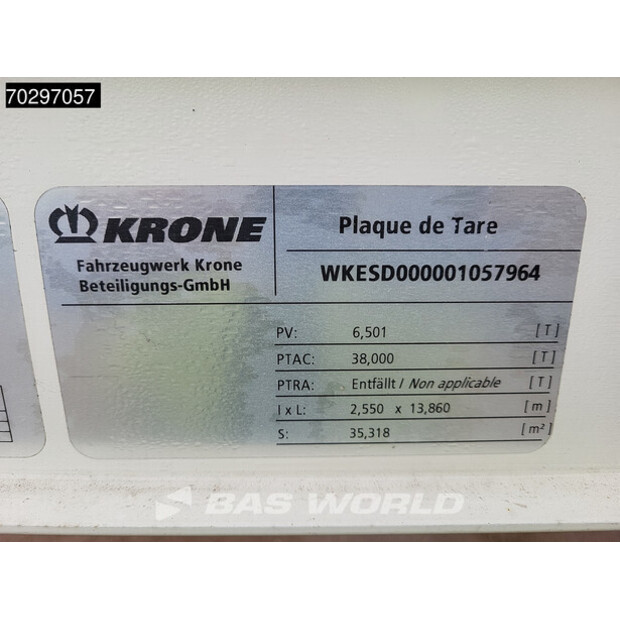 70297057
KRONE
Fahrzeugwerk Krone
Beteiligungs-GmbH
Plaque de Tare
WKESD000001057964
PV: 6,501 [T]
PTAC: 38,000 [T]
PTRA: Entfällt / Non applicable [T]
l x L: 2,550 x 13,860 [m]
S: 35,318 [m²]
BAS WORLD